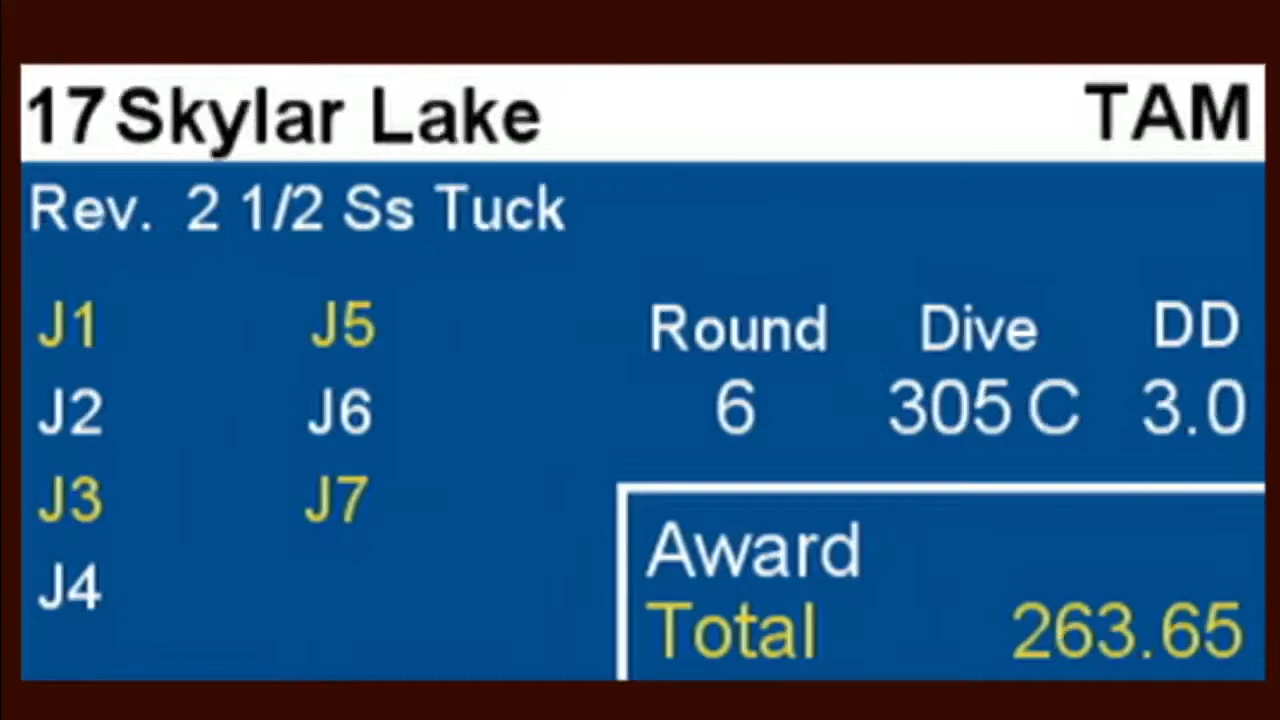 17 Skylar Lake TAM
Rev. 2 1/2 Ss Tuck
J1 J5 Round Dive DD
J2 J6 6 305 C 3.0
J3 J7
J4 Award
Total 263.65